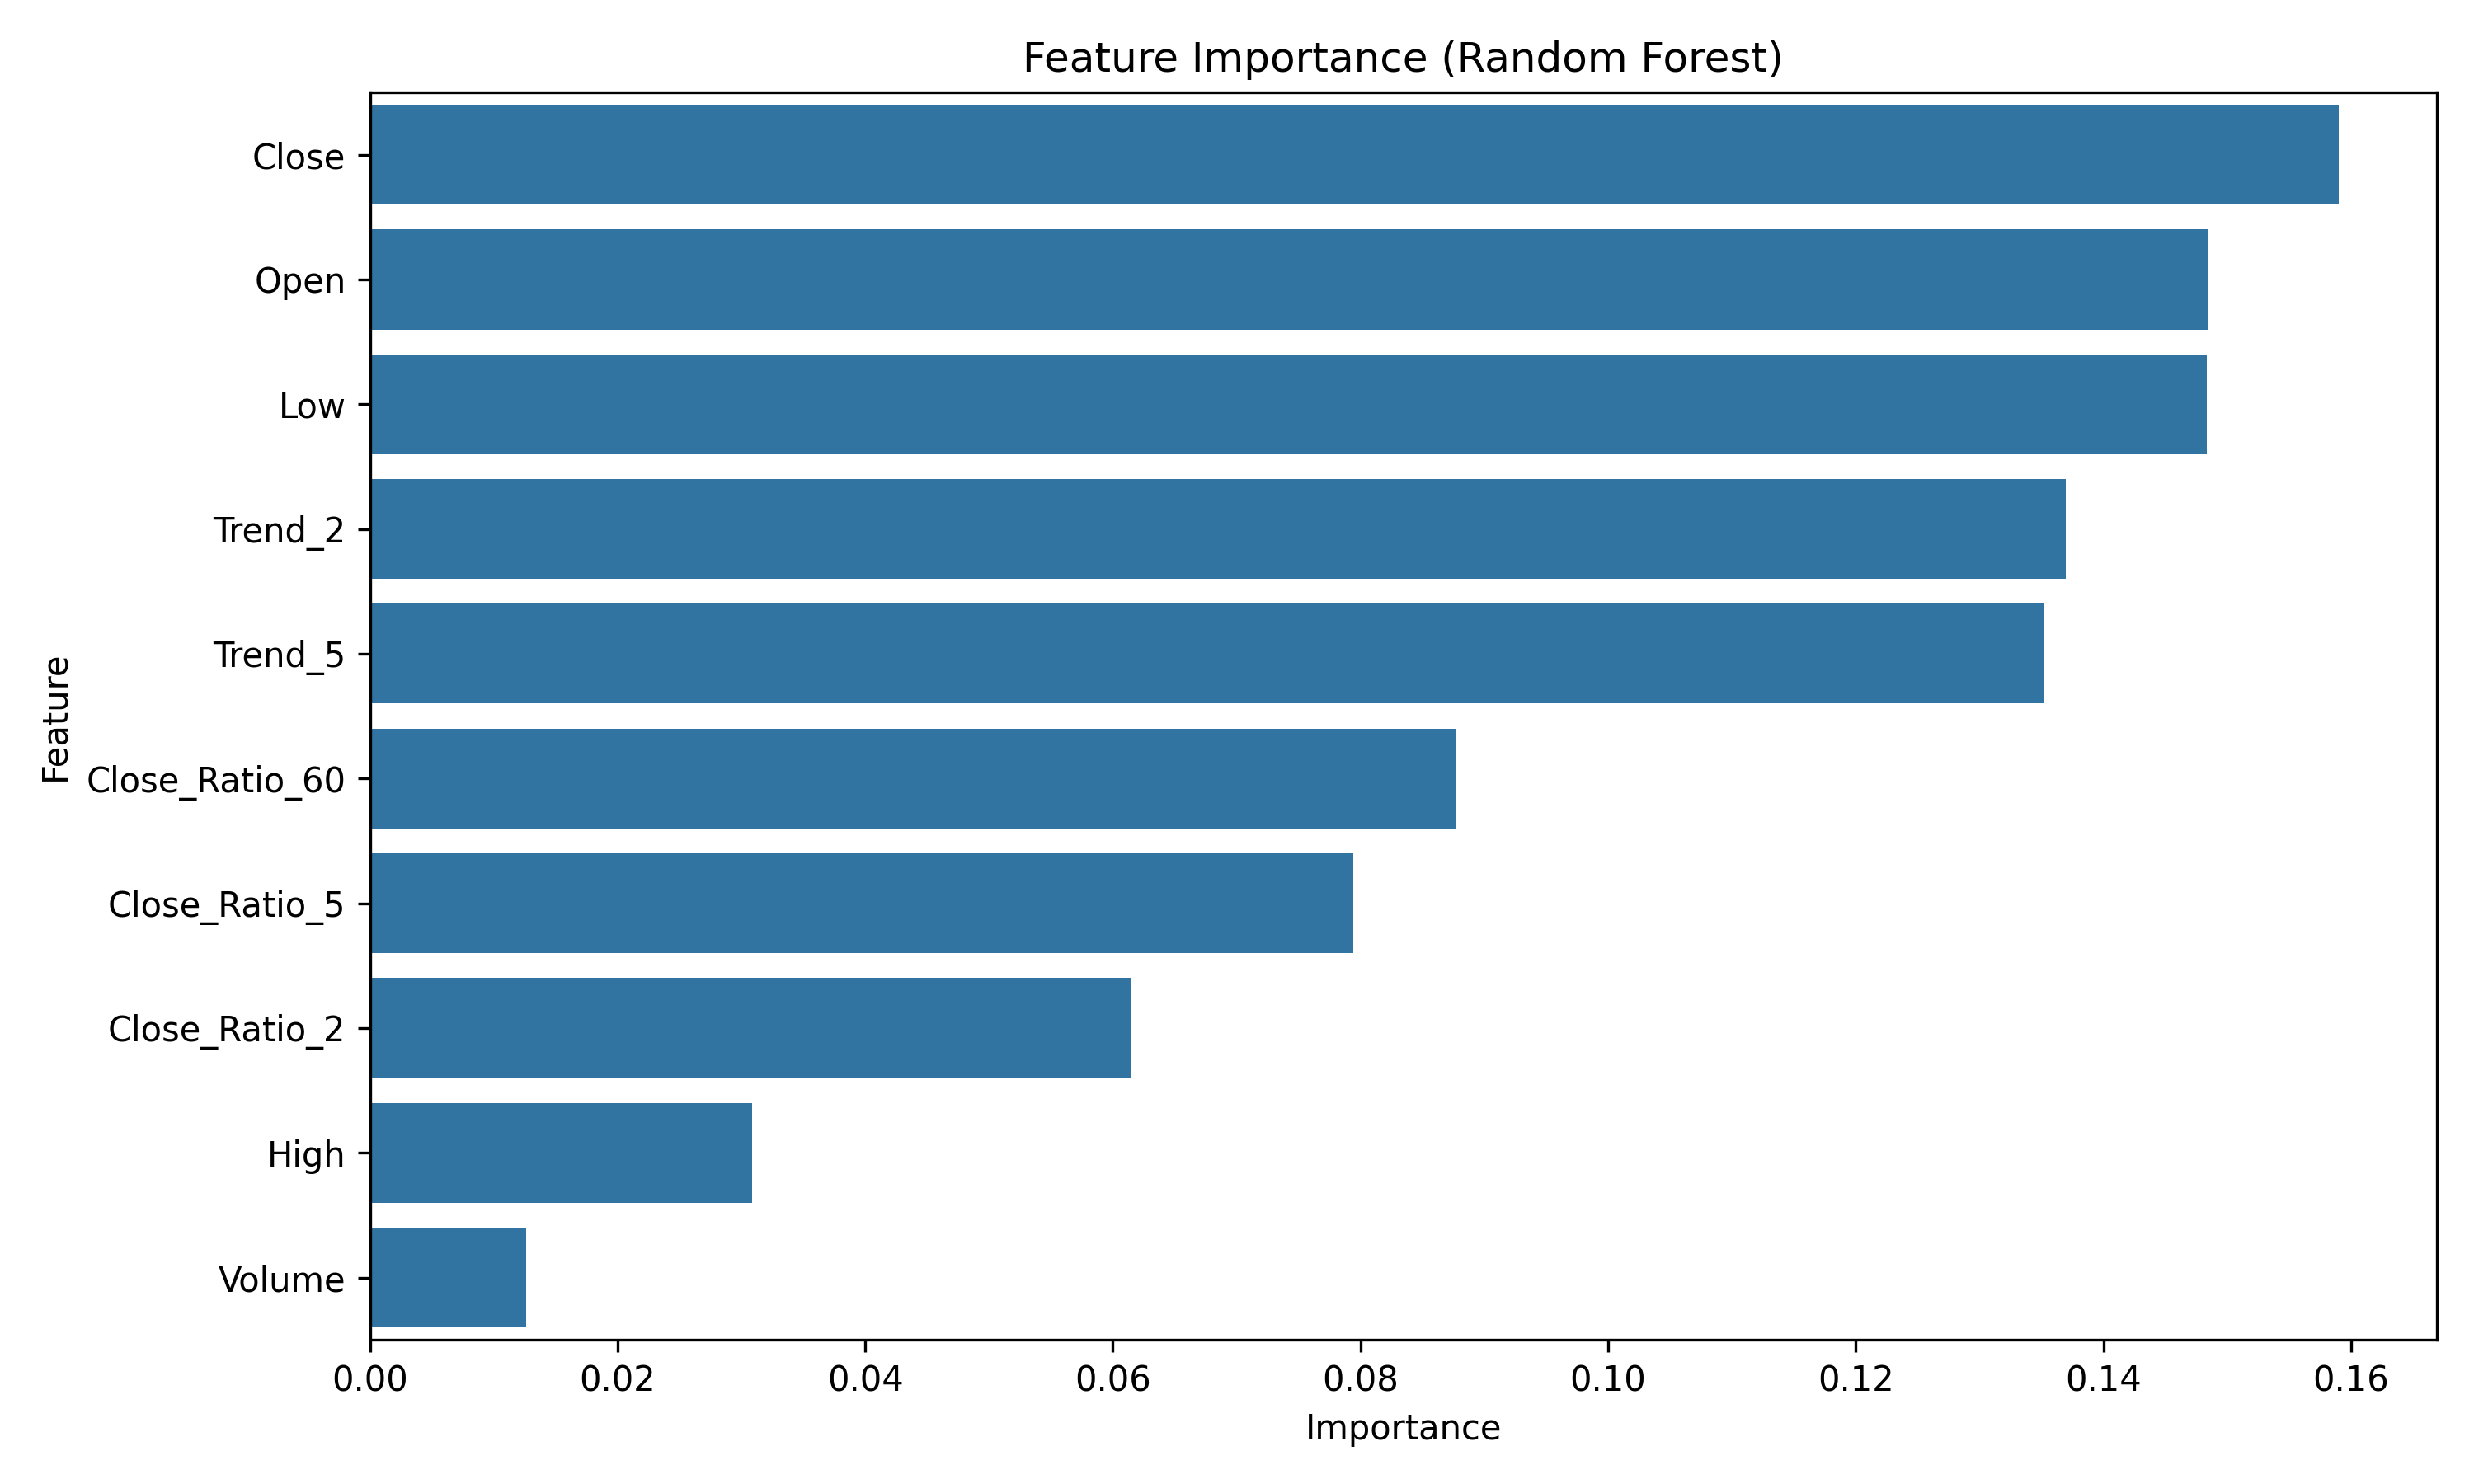 Feature Importance (Random Forest)
Close
Open
Low
Trend_2
Trend_5
Close_Ratio_60
Close_Ratio_5
Close_Ratio_2
High
Volume
Feature
0.00 0.02 0.04 0.06 0.08 0.10 0.12 0.14 0.16
Importance